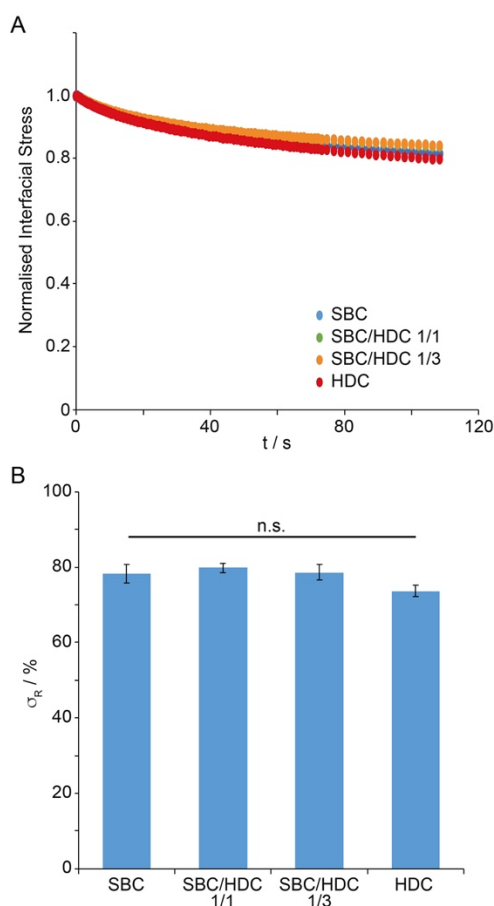 A
Normalised Interfacial Stress
1.0
0.8
0.6
0.4
0.2
0
SBC
SBC/HDC 1/1
SBC/HDC 1/3
HDC
0
40
80
120
t / s
B
n.s.
σR / %
100
80
60
40
20
0
SBC
SBC/HDC
1/1
SBC/HDC
1/3
HDC